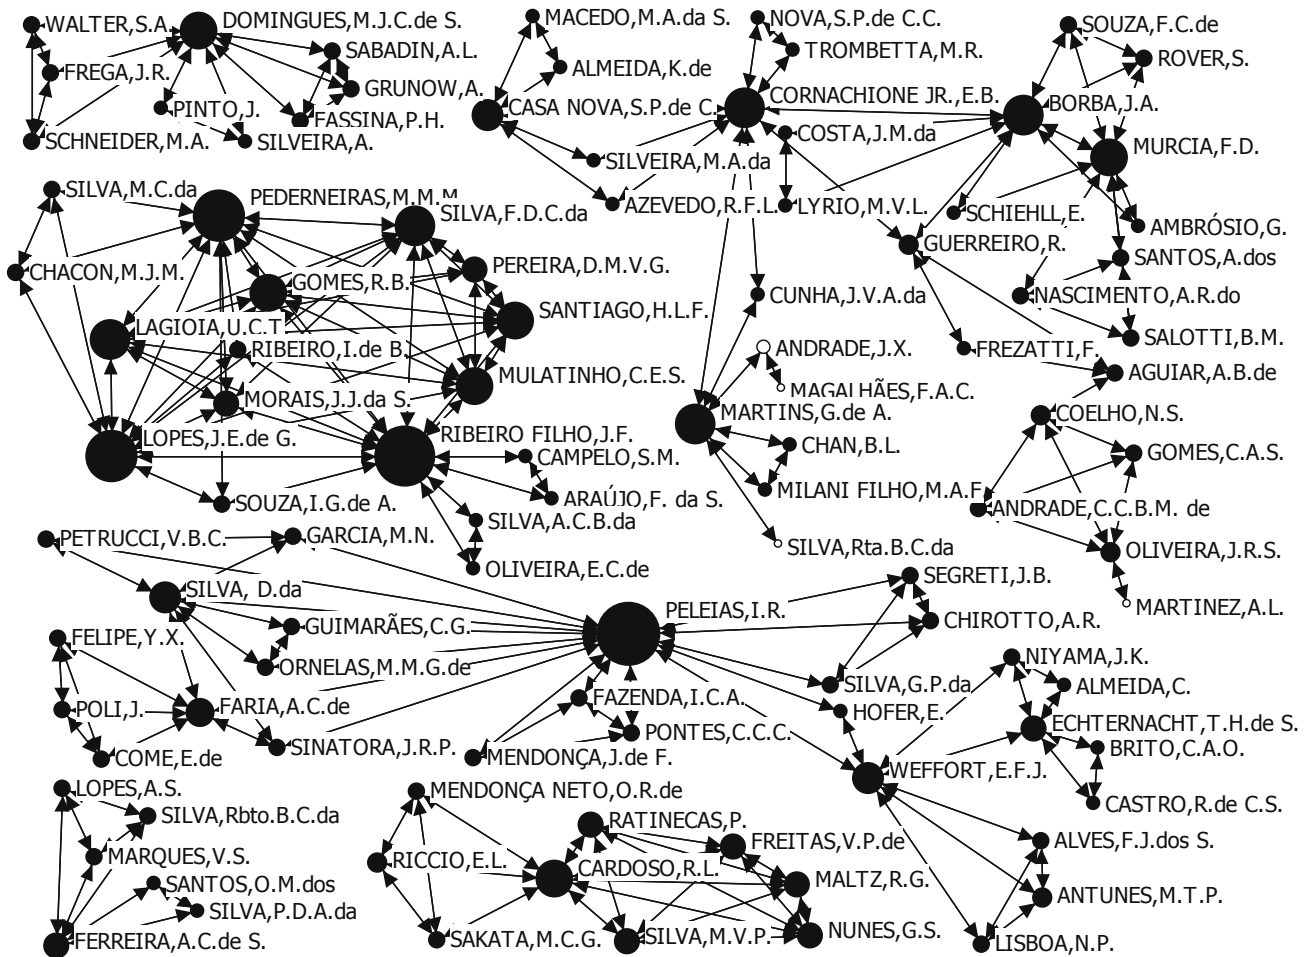 WALTER,S.A.
DOMINGUES,M.J.C.de S.
SABADIN,A.L.
FREGA,J.R.
GRUNOW,A.
PINTO,J.
FASSINA,P.H.
SCHNEIDER,M.A.
SILVEIRA,A.
MACEDO,M.A.da S.
ALMEIDA,K.de
CASA NOVA,S.P.de C.
NOVA,S.P.de C.C.
TROMBETTA,M.R.
CORNACHIONE JR.,E.B.
COSTA,J.M.da
SILVEIRA,M.A.da
AZEVEDO,R.F.L.
LYRIO,M.V.L.
SOUZA,F.C.de
ROVER,S.
BORBA,J.A.
MURCIA,F.D.
SCHIEHLL,E.
AMBRÓSIO,G.
GUERREIRO,R.
SANTOS,A.dos
NASCIMENTO,A.R.do
SALOTTI,B.M.
CUNHA,J.V.A.da
FREZATTI,F.
AGUIAR,A.B.de
SILVA,M.C.da
PEDERNEIRAS,M.M.M
SILVA,F.D.C.da
CHACON,M.J.M.
GOMES,R.B.
PEREIRA,D.M.V.G.
SANTIAGO,H.L.F.
LAGIOIA,U.C.T
RIBEIRO,I.de B.
MULATINHO,C.E.S.
MORAIS,J.J.da S.
LOPES,J.E.de G.
RIBEIRO FILHO,J.F.
CAMPELO,S.M.
SOUZA,I.G.de A.
ARAÚJO,F. da S.
SILVA,A.C.B.da
OLIVEIRA,E.C.de
ANDRADE,J.X.
MAGALHÃES,F.A.C.
MARTINS,G.de A.
CHAN,B.L.
MILANI FILHO,M.A.F
SILVA,Rta.B.C.da
COELHO,N.S.
GOMES,C.A.S.
ANDRADE,C.C.B.M. de
OLIVEIRA,J.R.S.
MARTINEZ,A.L.
PETRUCCI,V.B.C.
GARCIA,M.N.
SILVA, D.da
GUIMARÃES,C.G.
FELIPE,Y.X.
ORNELAS,M.M.G.de
POLI,J.
FARIA,A.C.de
COME,E.de
SINATORA,J.R.P.
PELEIAS,I.R.
FAZENDA,I.C.A.
PONTES,C.C.C.
MENDONÇA,J.de F.
SEGRETI,J.B.
CHIROTTO,A.R.
SILVA,G.P.da
HOFER,E.
NIYAMA,J.K.
ALMEIDA,C.
ECHTERNACHT,T.H.de S.
BRITO,C.A.O.
WEFFORT,E.F.J.
CASTRO,R.de C.S.
ALVES,F.J.dos S.
ANTUNES,M.T.P.
LISBOA,N.P.
LOPES,A.S.
SILVA,Rbto.B.C.da
MARQUES,V.S.
SANTOS,O.M.dos
SILVA,P.D.A.da
FERREIRA,A.C.de S.
MENDONÇA NETO,O.R.de
RATINECAS,P.
FREITAS,V.P.de
RICCIO,E.L.
CARDOSO,R.L.
MALTZ,R.G.
SAKATA,M.C.G.
SILVA,M.V.P.
NUNES,G.S.